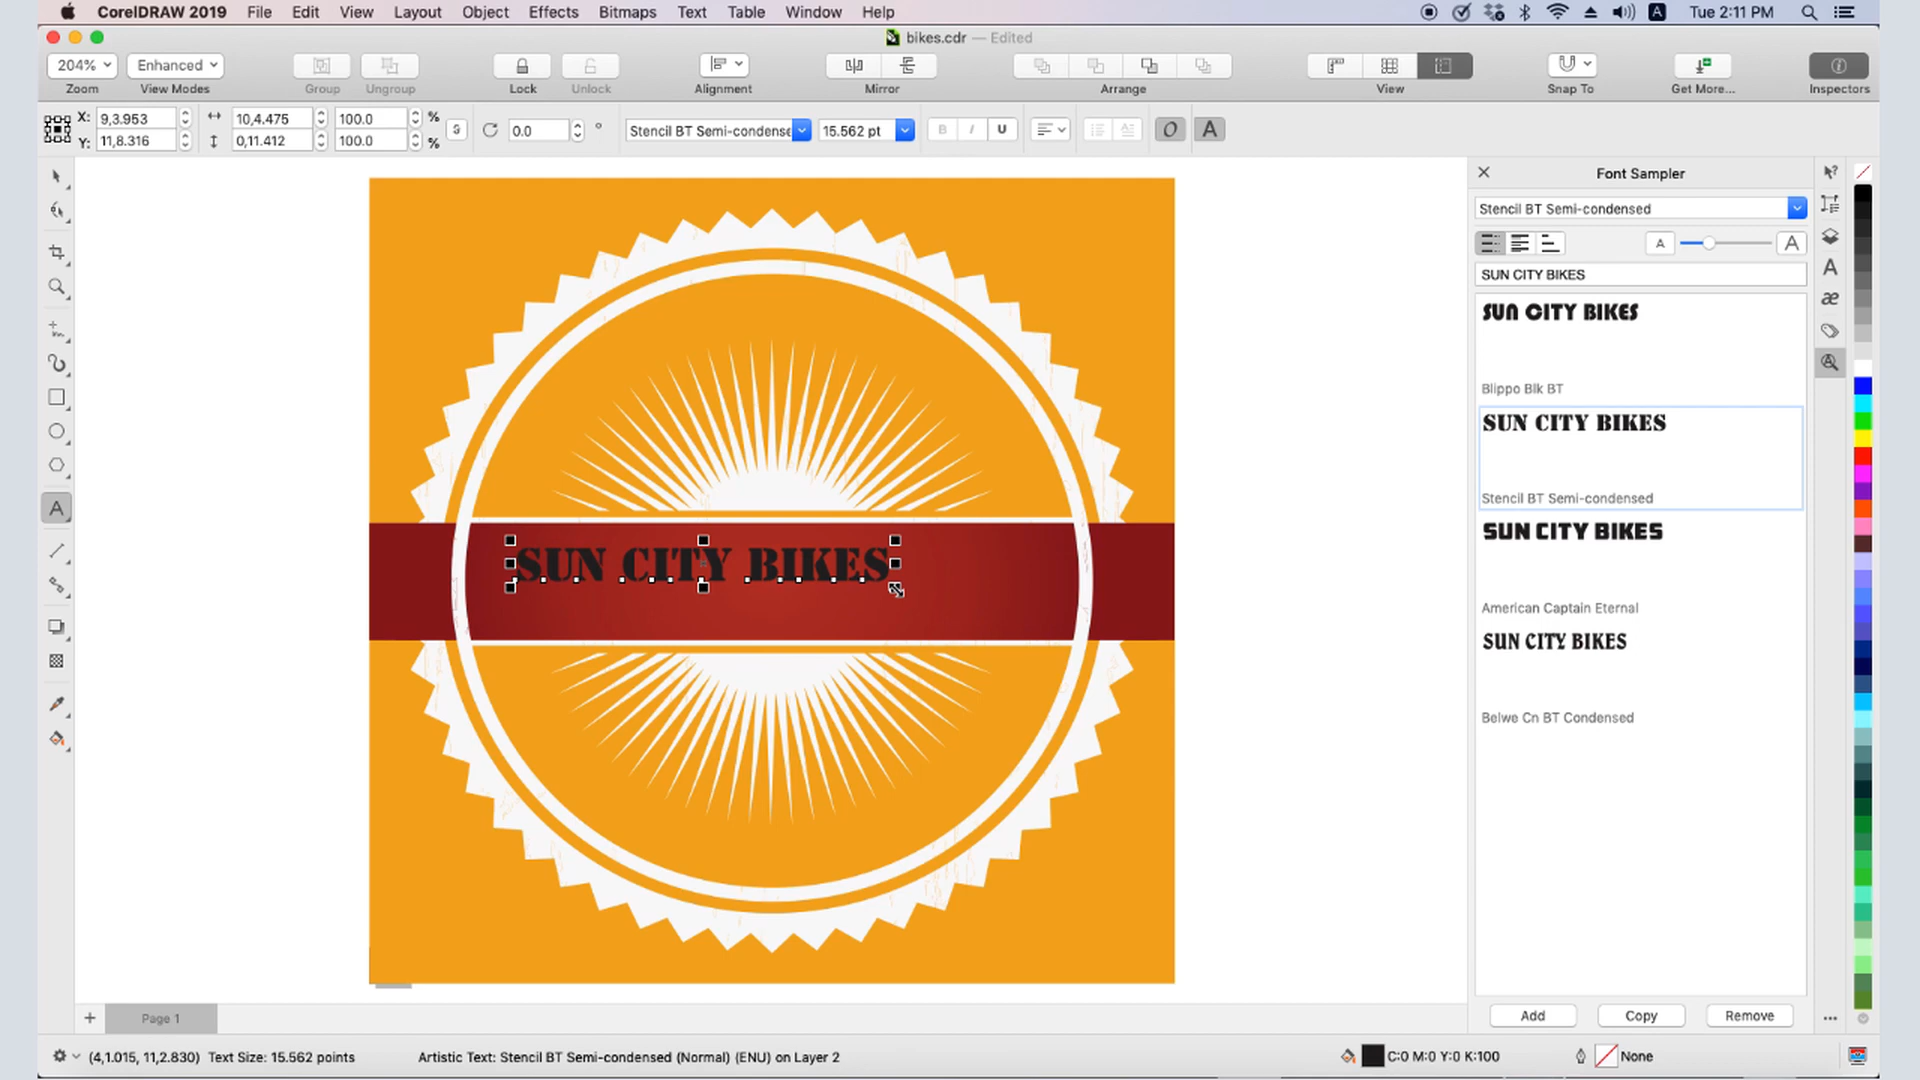 CorelDRAW 2019 File Edit View Layout Object Effects Bitmaps Text Table Window Help A Tue 2:11 PM
bikes.cdr — Edited
204% Enhanced
Zoom View Modes Group Ungroup Lock Unlock Alignment Mirror Arrange View Snap To Get More... Inspectors
X: 9,3.953 10,4.475 100.0 %
Y: 11,8.316 0,11.412 100.0 %
0.0 ° Stencil BT Semi-condense 15.562 pt B I U O A
Font Sampler
Stencil BT Semi-condensed
A A
SUN CITY BIKES
SUN CITY BIKES
Blippo Blk BT
SUN CITY BIKES
Stencil BT Semi-condensed
SUN CITY BIKES
American Captain Eternal
SUN CITY BIKES
Belwe Cn BT Condensed
SUN CITY BIKES
Add Copy Remove
+ Page 1
(4,1.015, 11,2.830) Text Size: 15.562 points Artistic Text: Stencil BT Semi-condensed (Normal) (ENU) on Layer 2 C:0 M:0 Y:0 K:100 None